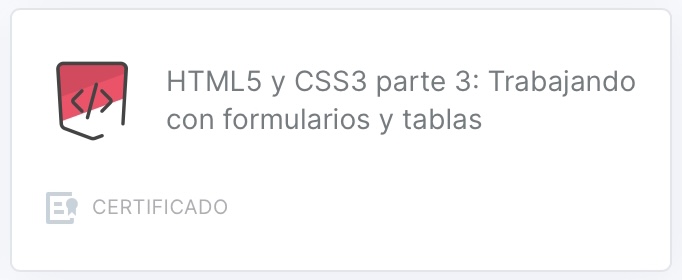 HTML5 y CSS3 parte 3: Trabajando
con formularios y tablas
CERTIFICADO